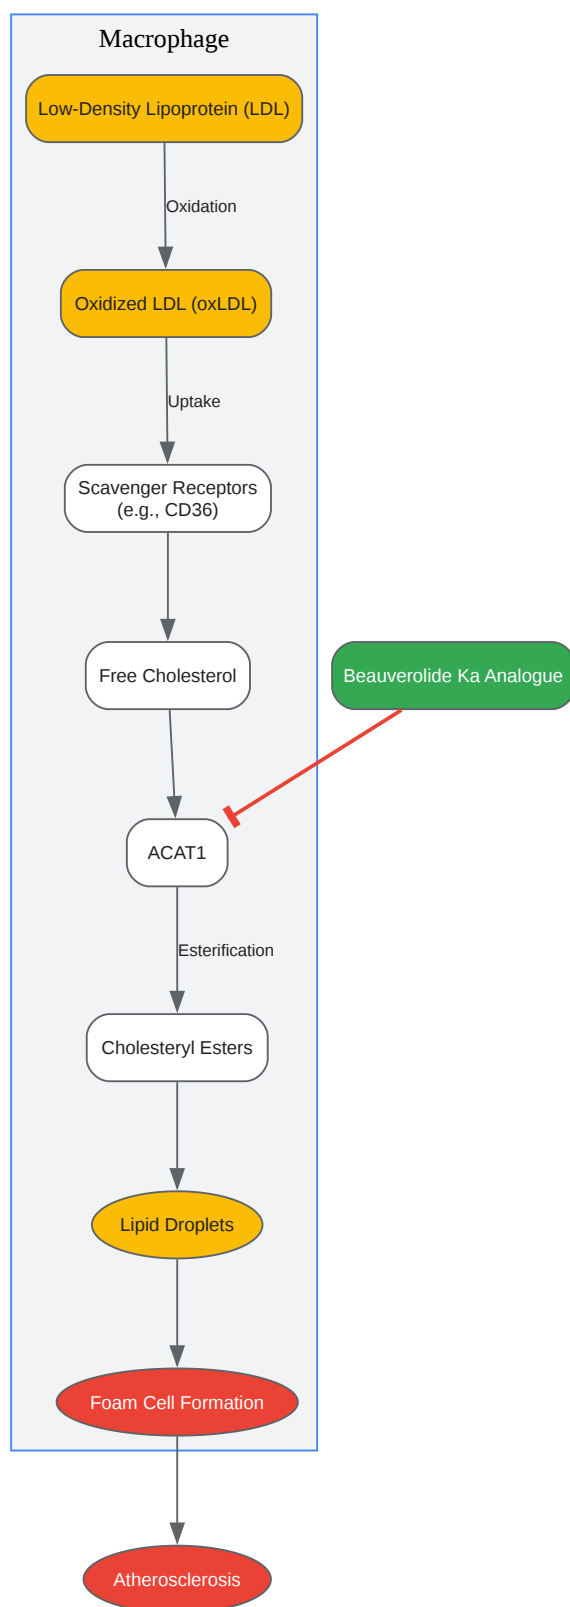 Macrophage
Low-Density Lipoprotein (LDL)
Oxidation
Oxidized LDL (oxLDL)
Uptake
Scavenger Receptors
(e.g., CD36)
Free Cholesterol
Beauverolide Ka Analogue
ACAT1
Esterification
Cholesteryl Esters
Lipid Droplets
Foam Cell Formation
Atherosclerosis